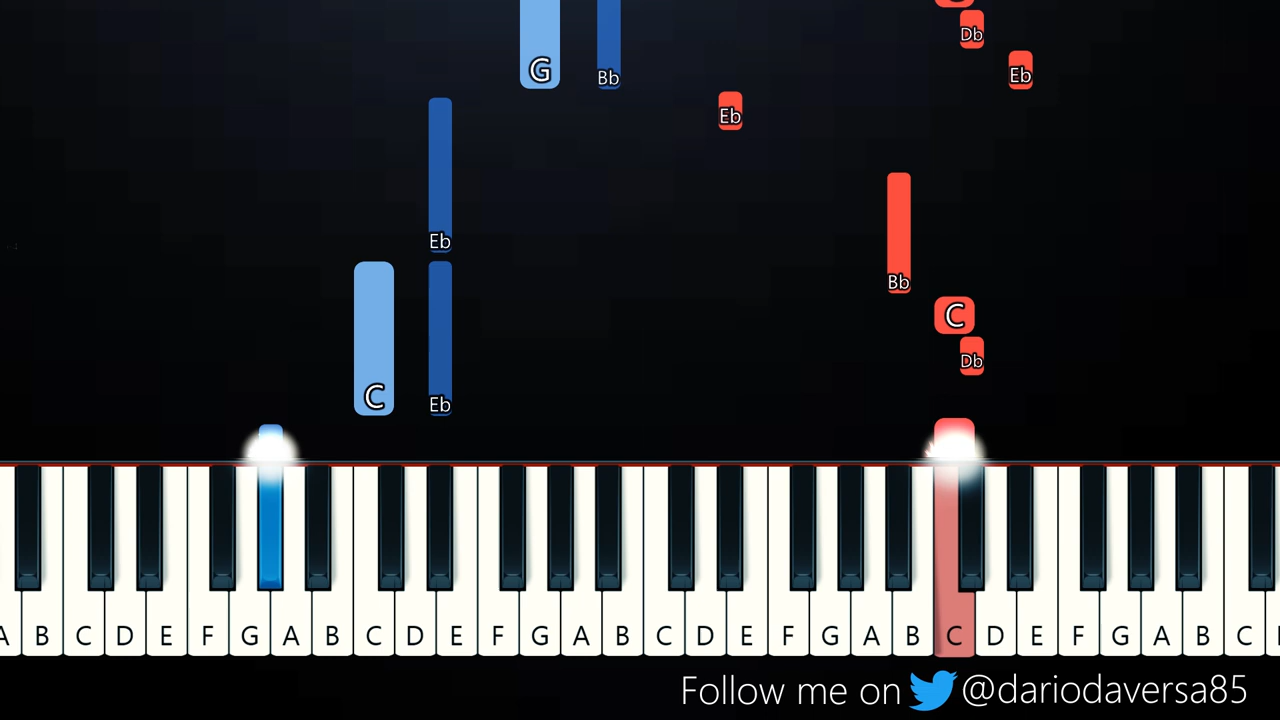 Db
G Bb Eb
Eb
Eb
Bb
C
Db
C Eb
A B C D E F G A B C D E F G A B C D E F G A B C D E F G A B C
Follow me on @dariodaversa85